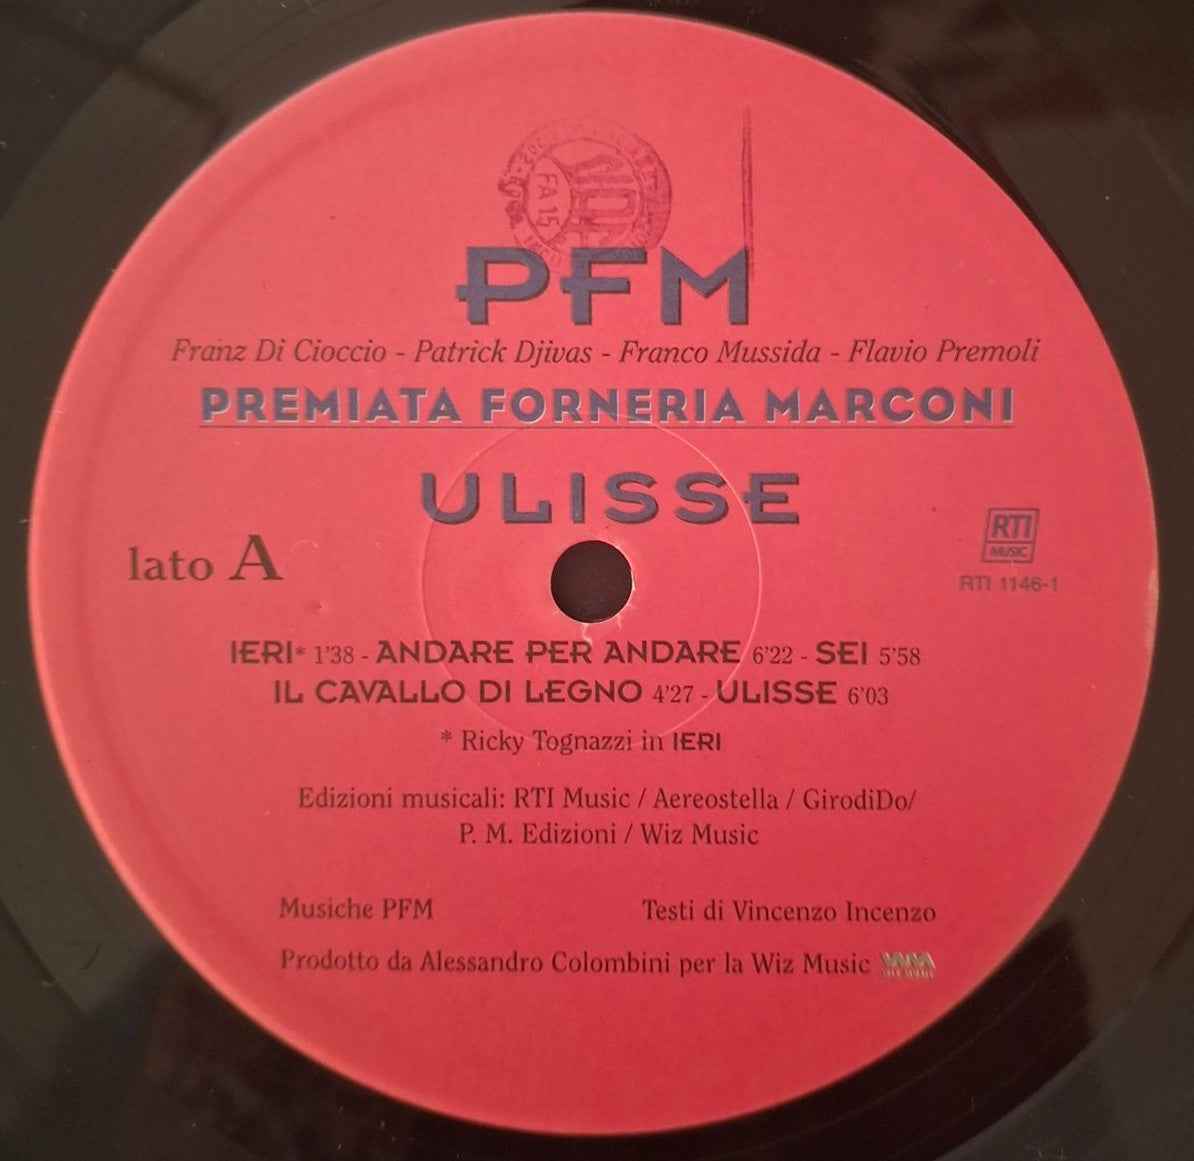 FA 15
PFM
Franz Di Cioccio - Patrick Djivas - Franco Mussida - Flavio Premoli
PREMIATA FORNERIA MARCONI
ULISSE
lato A
RTI
MUSIC
RTI 1146-1
IERI* 1'38 - ANDARE PER ANDARE 6'22 - SEI 5'58
IL CAVALLO DI LEGNO 4'27 - ULISSE 6'03
* Ricky Tognazzi in IERI
Edizioni musicali: RTI Music / Aereostella / GirodiDo/
P. M. Edizioni / Wiz Music
Musiche PFM
Testi di Vincenzo Incenzo
Prodotto da Alessandro Colombini per la Wiz Music